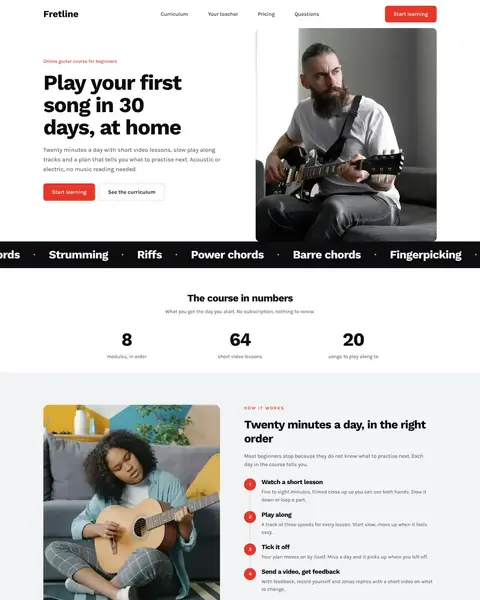 Fretline
Curriculum
Your teacher
Pricing
Questions
Start learning
Online guitar course for beginners
Play your first
song in 30
days, at home
Twenty minutes a day with short video lessons, slow play along
tracks and a plan that tells you what to practise next. Acoustic or
electric, no music reading needed.
Start learning
See the curriculum
ords · Strumming · Riffs · Power chords · Barre chords · Fingerpicking
The course in numbers
What you get the day you start. No subscription, nothing to renew.
8
64
20
modules, in order
short video lessons
songs to play along to
HOW IT WORKS
Twenty minutes a day, in the right
order
Most beginners stop because they do not know what to practise next. Each
day in the course tells you.
1
Watch a short lesson
Five to eight minutes, filmed close up so you can see both hands. Slow it
down or loop a part.
2
Play along
A track at three speeds for every lesson. Start slow, move up when it feels
easy.
3
Tick it off
Your plan moves on by itself. Miss a day and it picks up where you left off.
4
Send a video, get feedback
With feedback, record yourself and Jonas replies with a short video on what
to change.